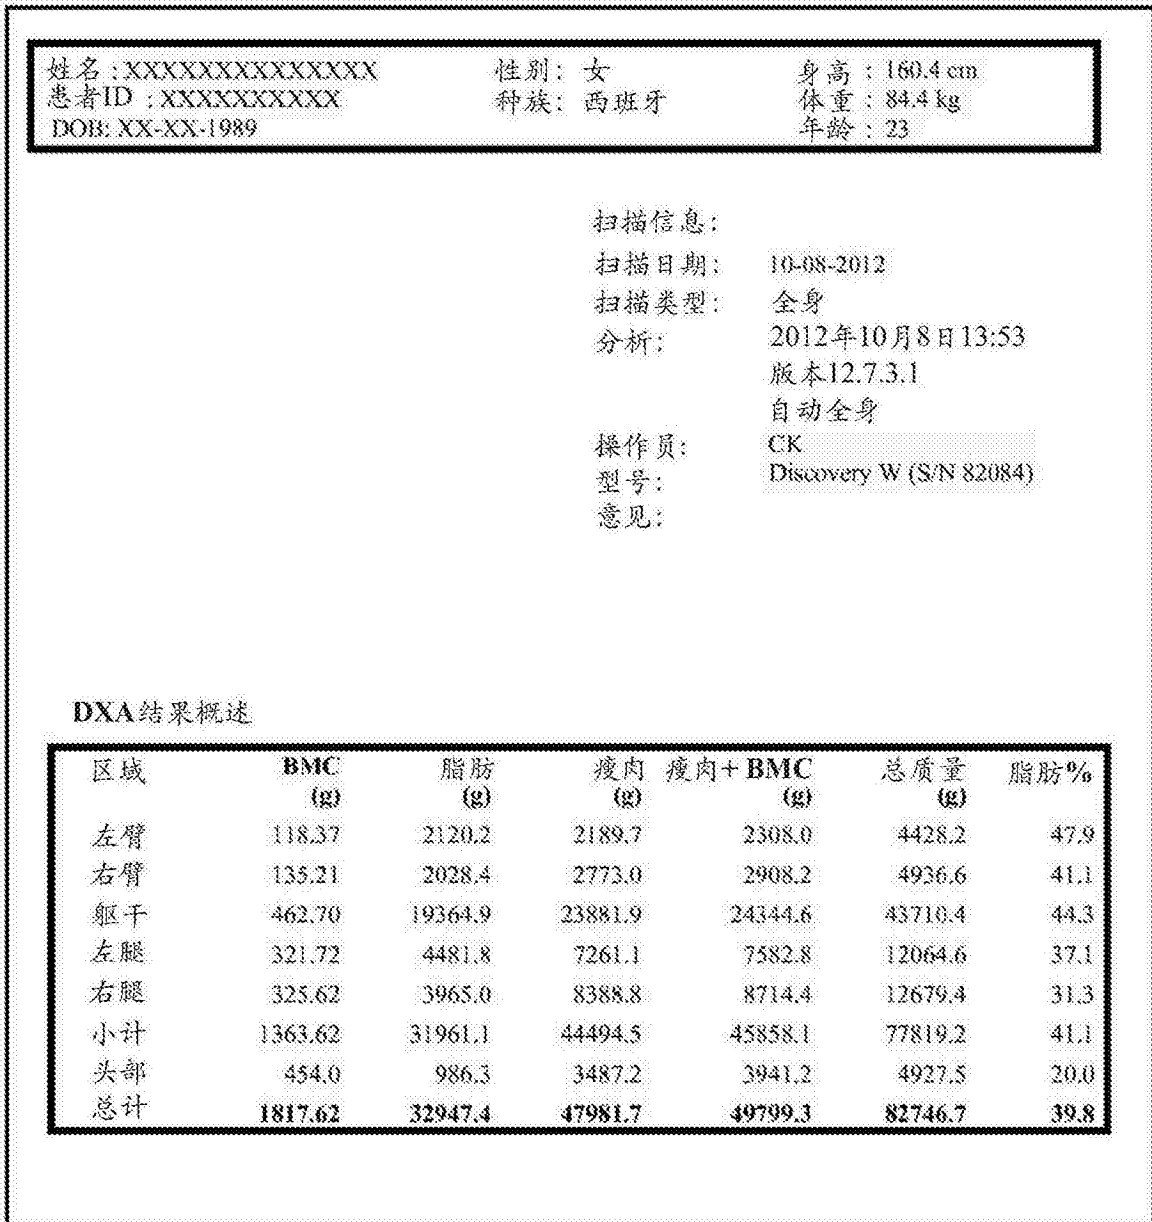 姓名 :XXXXXXXXXXXXXX 性别: 女 身高 : 160.4 cm
患者ID :XXXXXXXXXX 种族: 西班牙 体重 : 84.4 kg
DOB: XX-XX-1989 年龄 : 23
扫描信息:
扫描日期: 10-08-2012
扫描类型: 全身
分析: 2012年10月8日13:53
版本12.7.3.1
自动全身
操作员: CK
型号: Discovery W (S/N 82084)
意见:
DXA结果概述
区域 BMC 脂肪 瘦肉 瘦肉+BMC 总质量 脂肪%
(g) (g) (g) (g) (g)
左臂 118.37 2120.2 2189.7 2308.0 4428.2 47.9
右臂 135.21 2028.4 2773.0 2908.2 4936.6 41.1
躯干 462.70 19364.9 23881.9 24344.6 43710.4 44.3
左腿 321.72 4481.8 7261.1 7582.8 12064.6 37.1
右腿 325.62 3965.0 8388.8 8714.4 12679.4 31.3
小计 1363.62 31961.1 44494.5 45858.1 77819.2 41.1
头部 454.0 986.3 3487.2 3941.2 4927.5 20.0
总计 1817.62 32947.4 47981.7 49799.3 82746.7 39.8